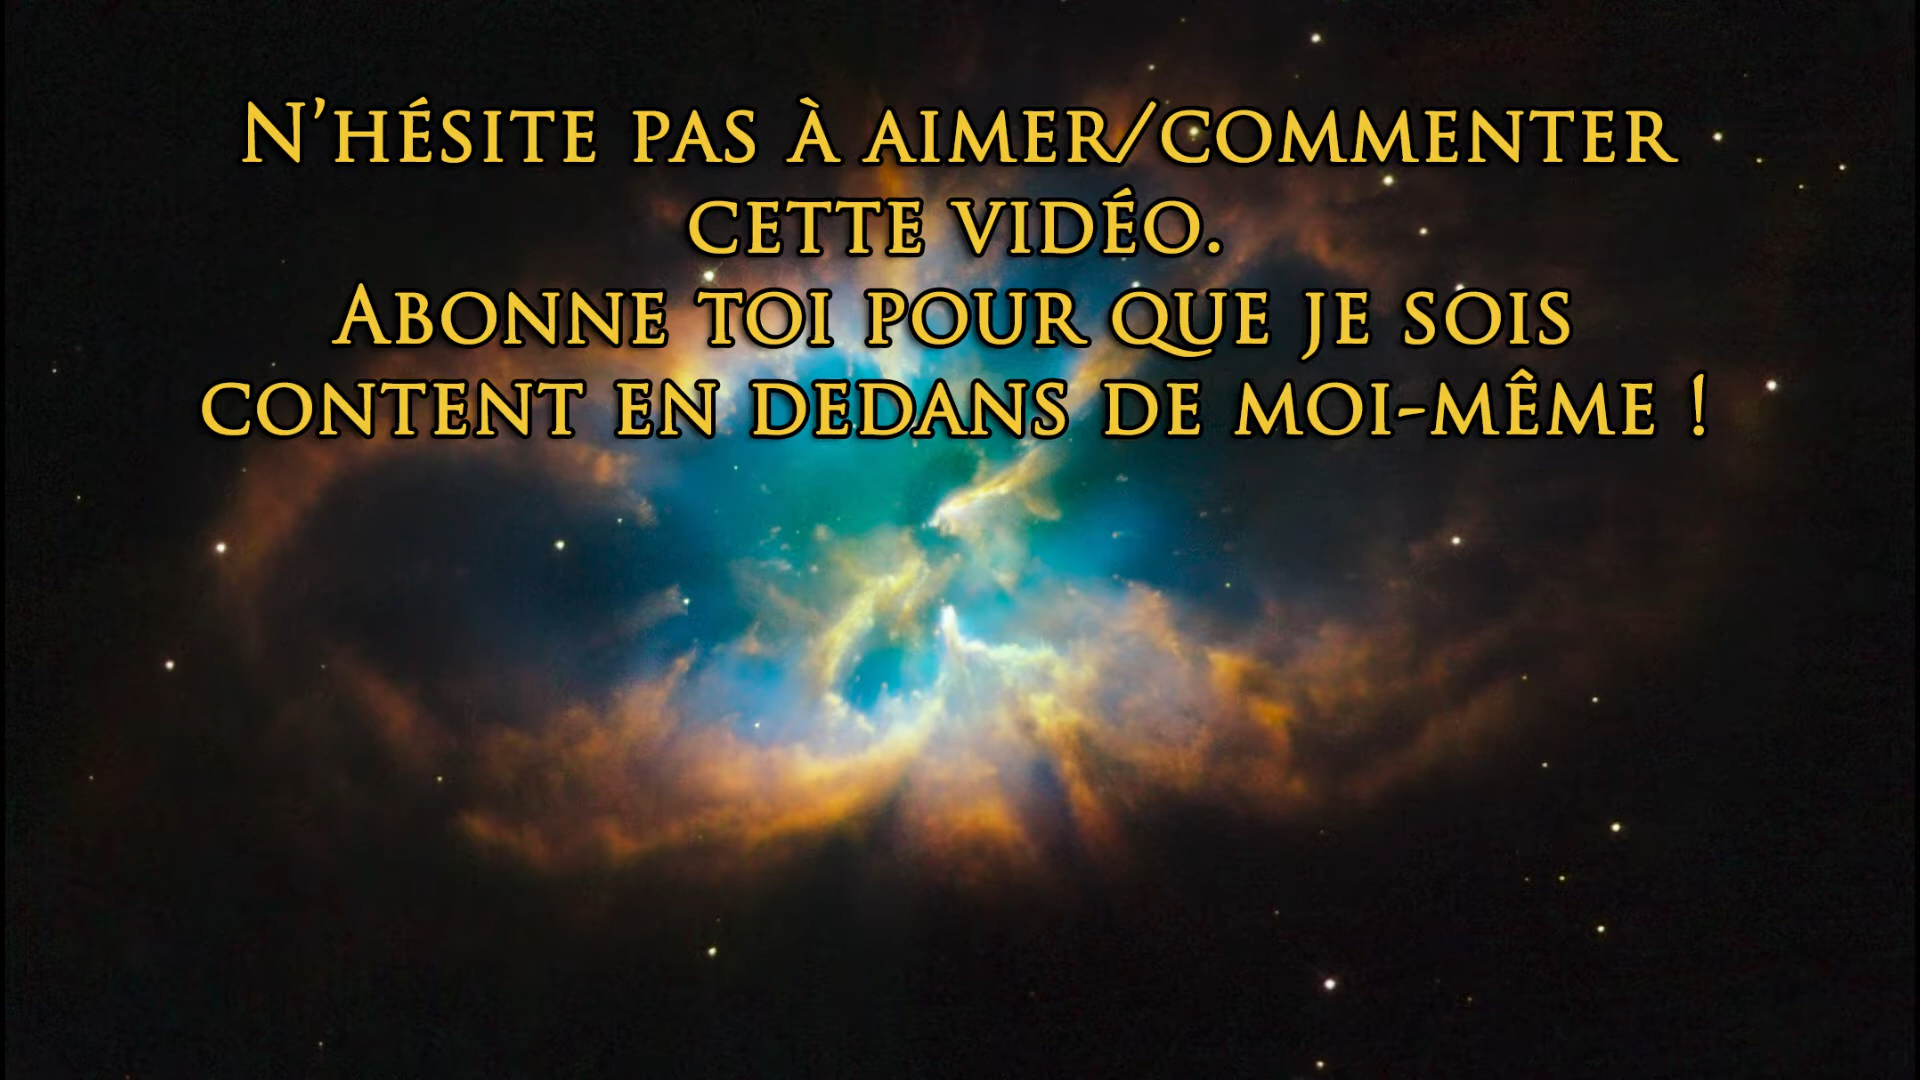 N’hésite pas à aimer/commenter
cette vidéo.
Abonne toi pour que je sois
content en dedans de moi-même !